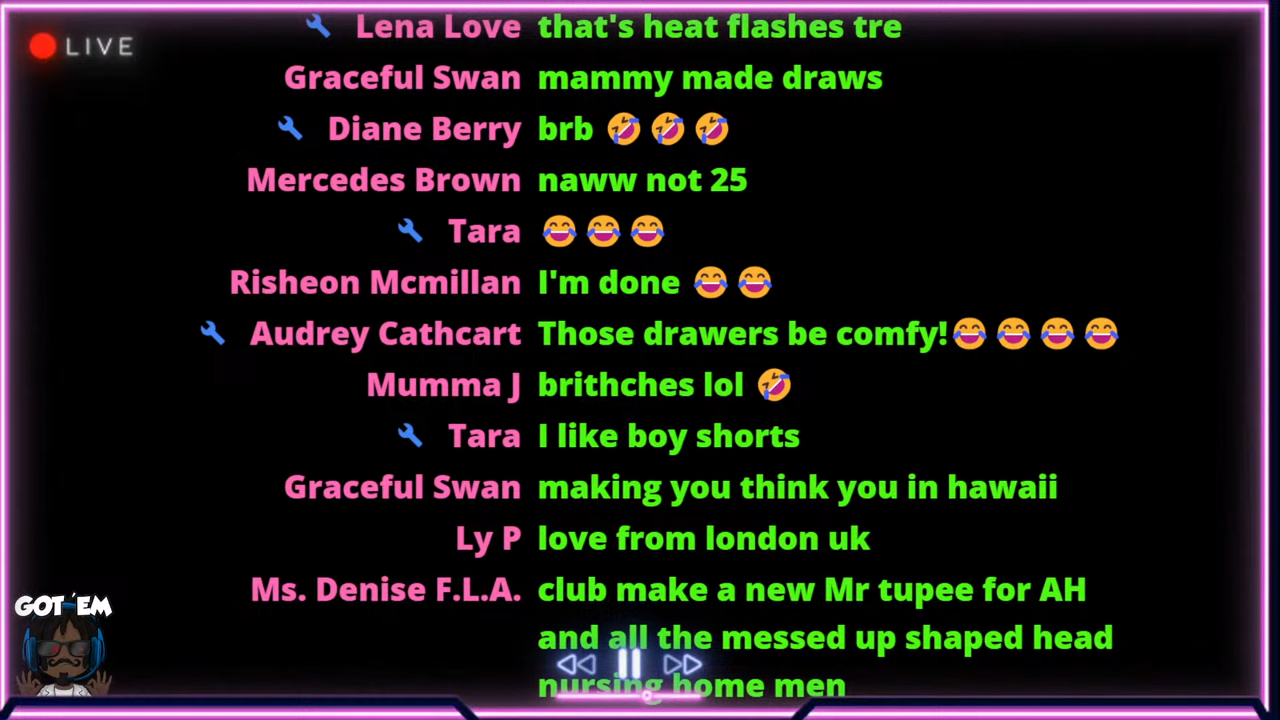 LIVE
Lena Love that's heat flashes tre
Graceful Swan mammy made draws
Diane Berry brb 🤣🤣🤣
Mercedes Brown naww not 25
Tara 😂😂😂
Risheon Mcmillan I'm done 😂😂
Audrey Cathcart Those drawers be comfy!😂😂😂😂
Mumma J brithches lol 🤣
Tara I like boy shorts
Graceful Swan making you think you in hawaii
Ly P love from london uk
Ms. Denise F.L.A. club make a new Mr tupee for AH
and all the messed up shaped head
nursing home men
GOT 'EM